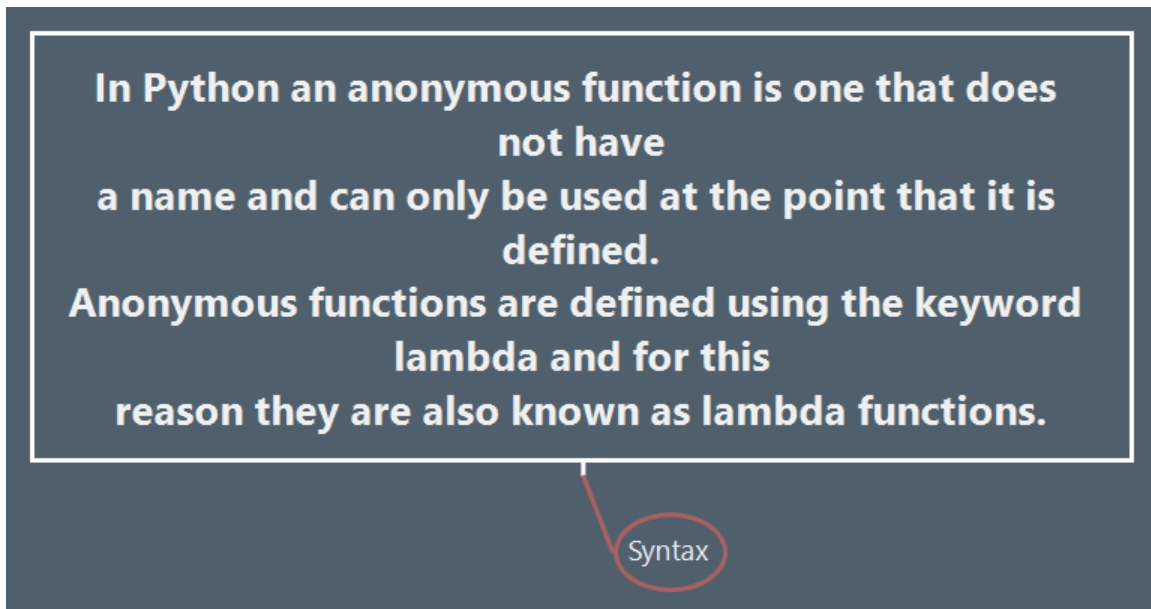 In Python an anonymous function is one that does
not have
a name and can only be used at the point that it is
defined.
Anonymous functions are defined using the keyword
lambda and for this
reason they are also known as lambda functions.
Syntax